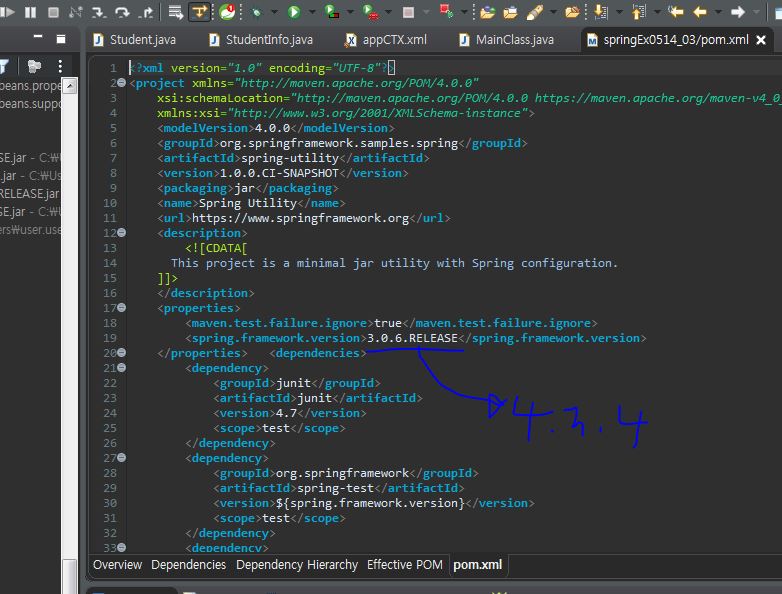 Student.java
StudentInfo.java
appCTX.xml
MainClass.java
springEx0514_03/pom.xml
beans.prope
beans.suppo
SE.jar - C:₩
.jar - C:₩Us
RELEASE.jar
SE.jar - C:₩
ers₩user.use
1 <?xml version="1.0" encoding="UTF-8"?>
2 <project xmlns="http://maven.apache.org/POM/4.0.0"
3 xsi:schemaLocation="http://maven.apache.org/POM/4.0.0 https://maven.apache.org/maven-v4_0
4 xmlns:xsi="http://www.w3.org/2001/XMLSchema-instance">
5 <modelVersion>4.0.0</modelVersion>
6 <groupId>org.springframework.samples.spring</groupId>
7 <artifactId>spring-utility</artifactId>
8 <version>1.0.0.CI-SNAPSHOT</version>
9 <packaging>jar</packaging>
10 <name>Spring Utility</name>
11 <url>https://www.springframework.org</url>
12 <description>
13 <![CDATA[
14 This project is a minimal jar utility with Spring configuration.
15 ]]>
16 </description>
17 <properties>
18 <maven.test.failure.ignore>true</maven.test.failure.ignore>
19 <spring.framework.version>3.0.6.RELEASE</spring.framework.version>
20 </properties> <dependencies>
21 <dependency>
22 <groupId>junit</groupId>
23 <artifactId>junit</artifactId>
24 <version>4.7</version>
25 <scope>test</scope>
26 </dependency>
27 <dependency>
28 <groupId>org.springframework</groupId>
29 <artifactId>spring-test</artifactId>
30 <version>${spring.framework.version}</version>
31 <scope>test</scope>
32 </dependency>
33 <dependency>
4.3.4
Overview Dependencies Dependency Hierarchy Effective POM pom.xml